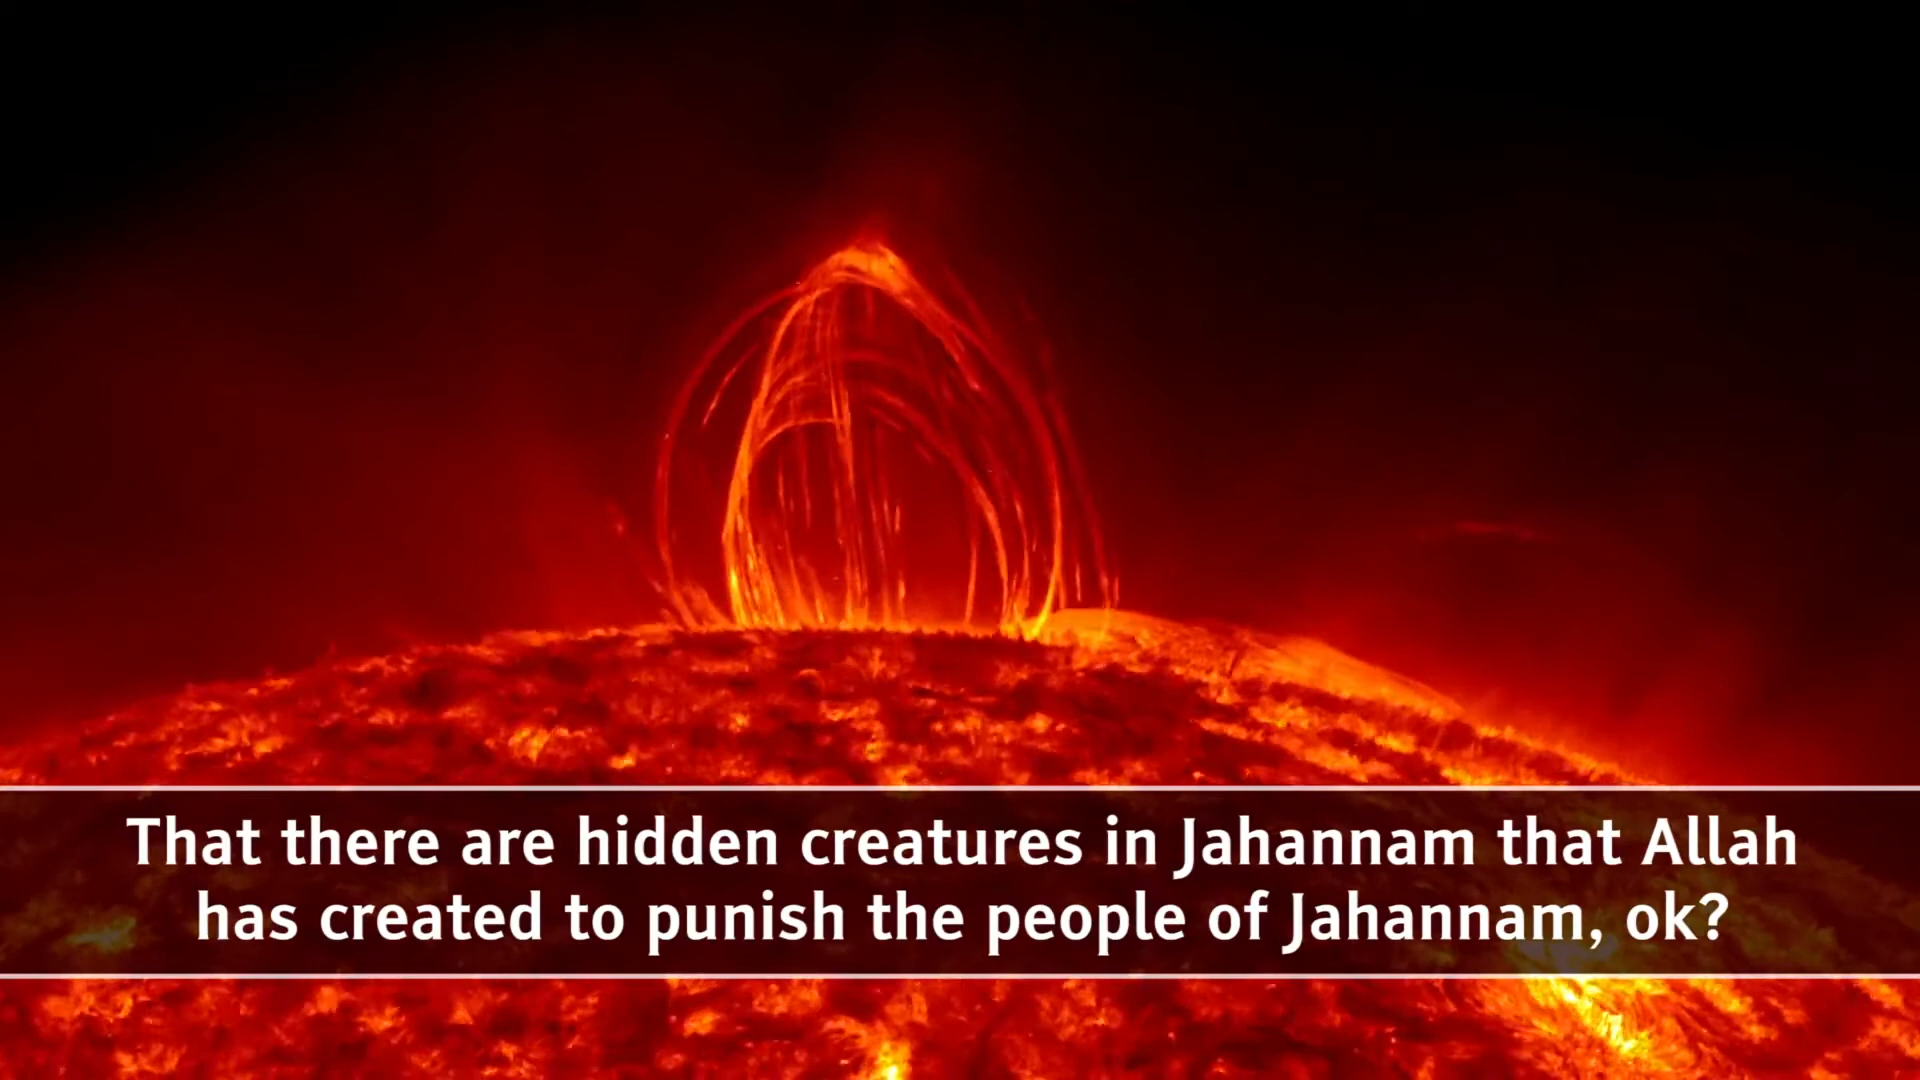 That there are hidden creatures in Jahannam that Allah
has created to punish the people of Jahannam, ok?